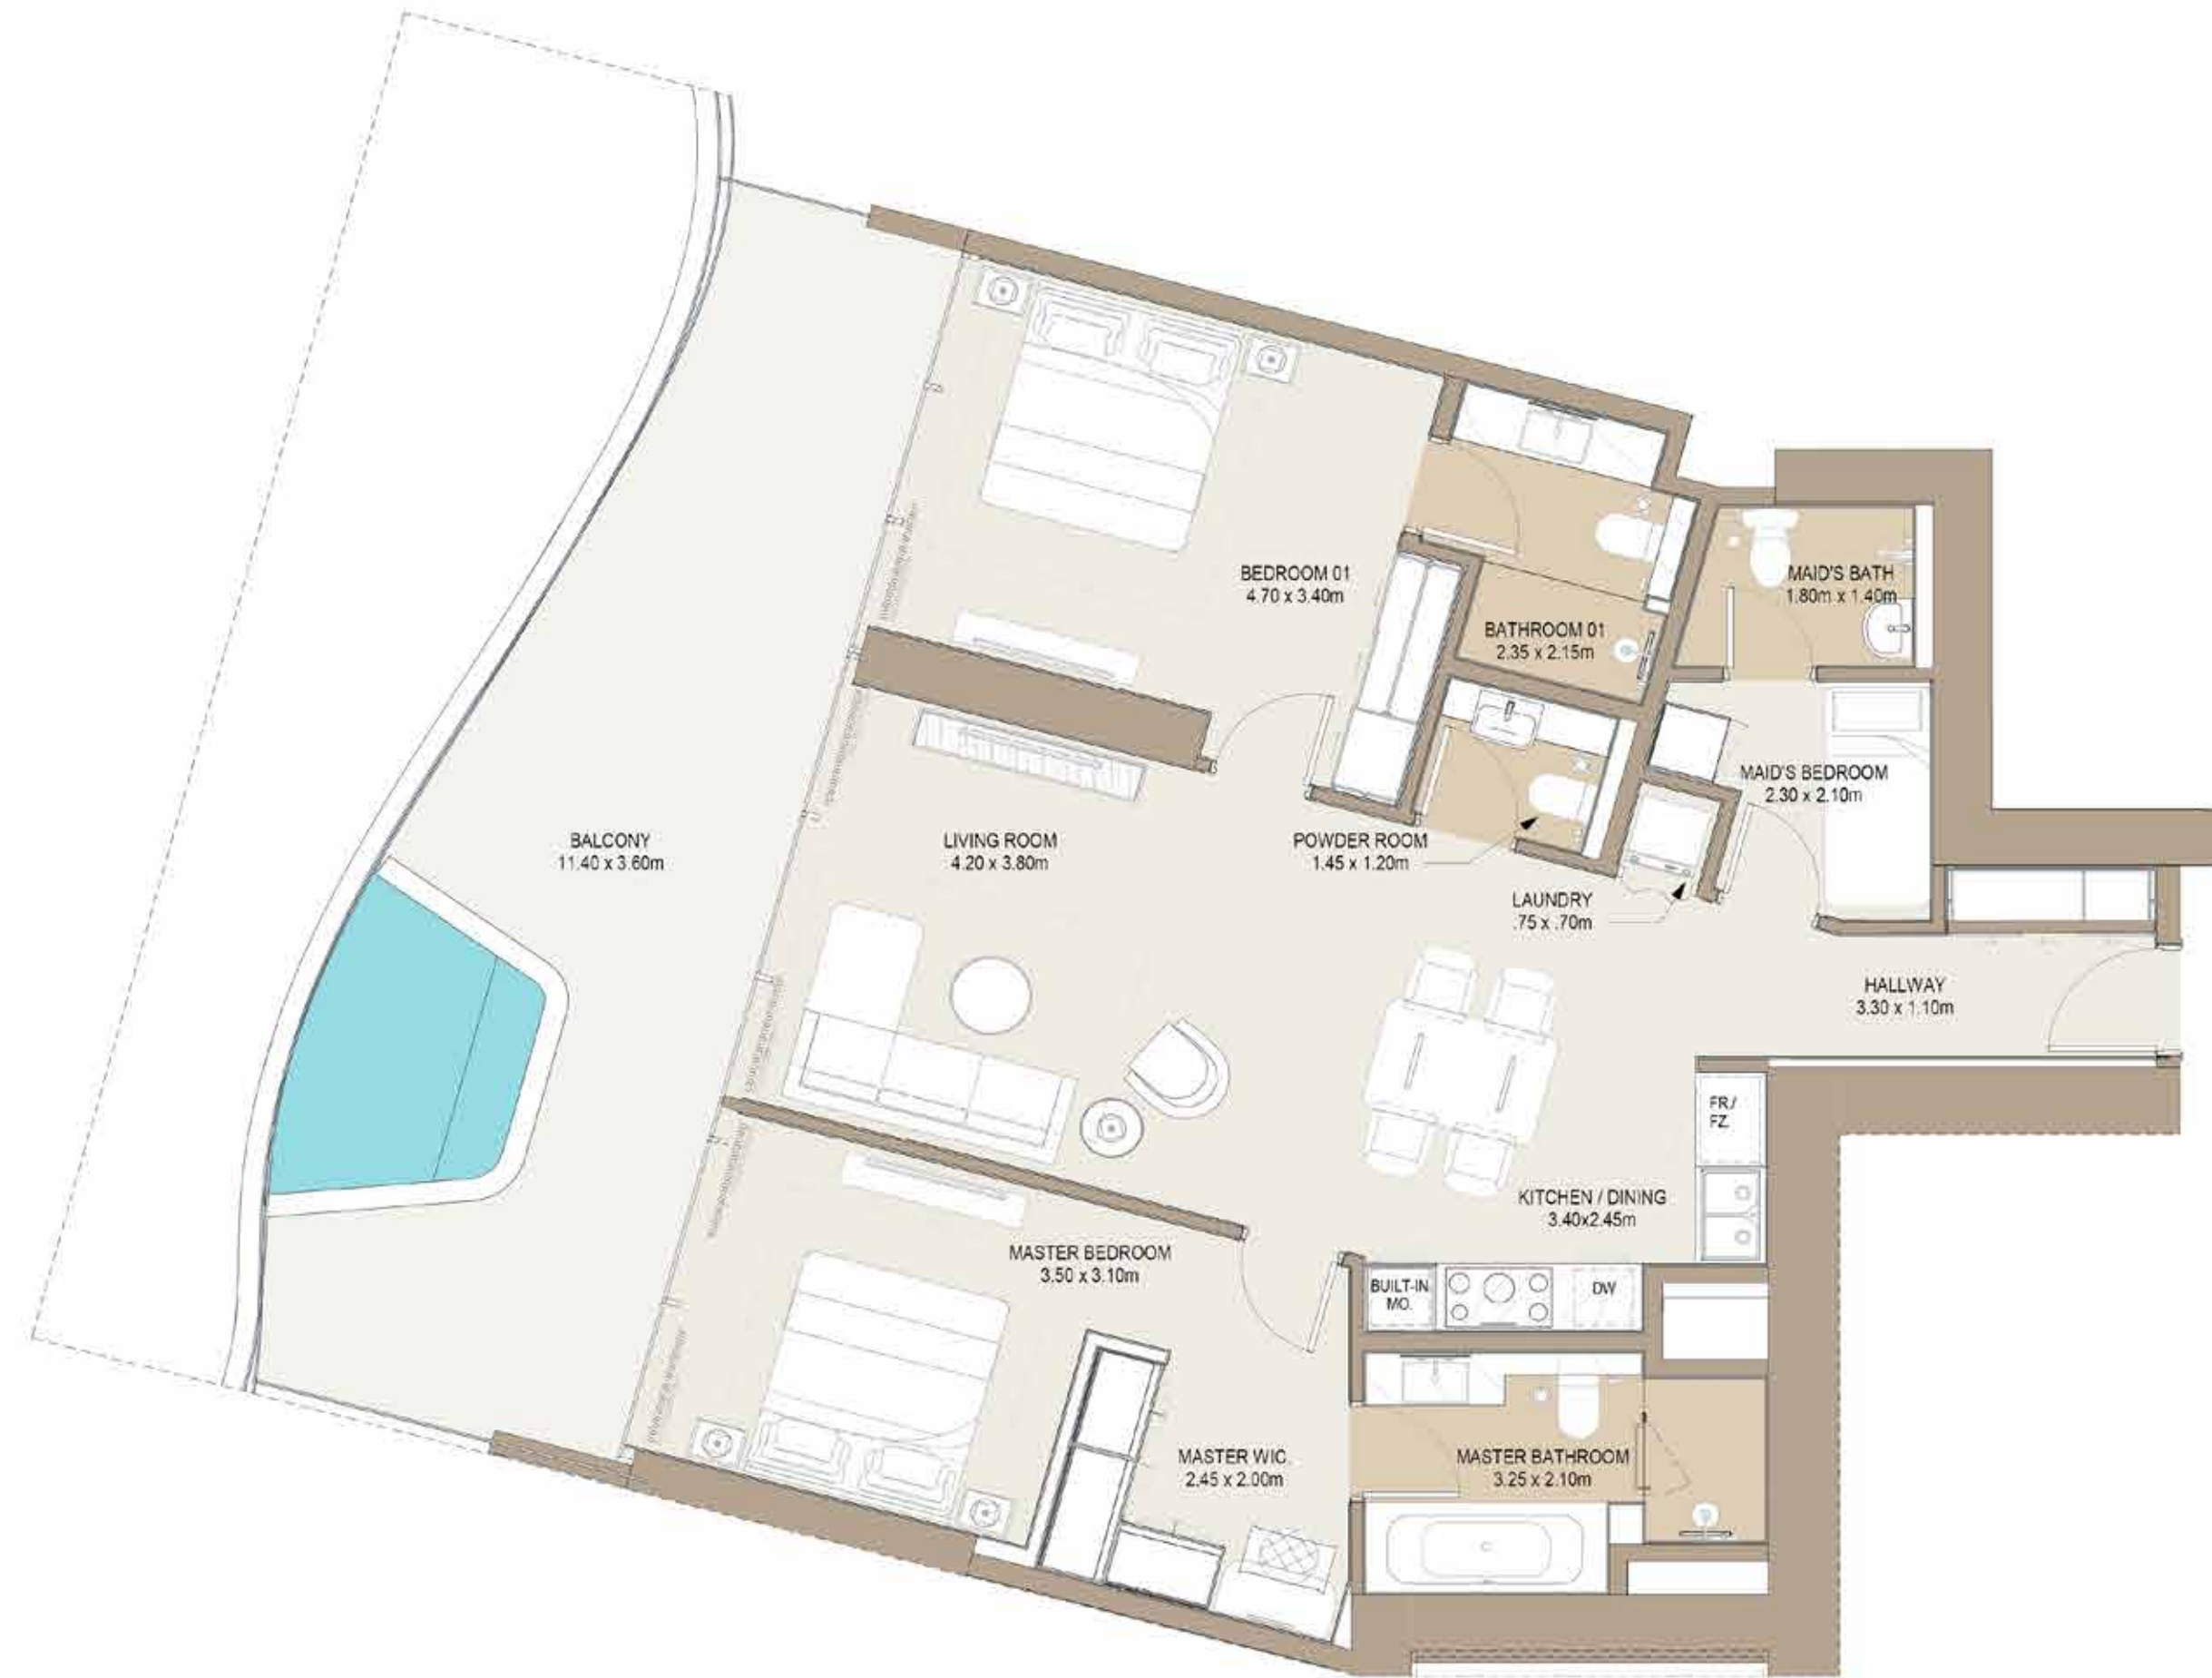 BEDROOM 01
4.70 x 3.40m
BATHROOM 01
2.35 x 2.15m
MAID'S BATH
1.80m x 1.40m
MAID'S BEDROOM
2.30 x 2.10m
BALCONY
11.40 x 3.60m
LIVING ROOM
4.20 x 3.80m
POWDER ROOM
1.45 x 1.20m
LAUNDRY
.75 x .70m
HALLWAY
3.30 x 1.10m
FR./
FZ.
KITCHEN / DINING
3.40x2.45m
MASTER BEDROOM
3.50 x 3.10m
BUILT-IN
MO.
DW
MASTER WIC.
2.45 x 2.00m
MASTER BATHROOM
3.25 x 2.10m